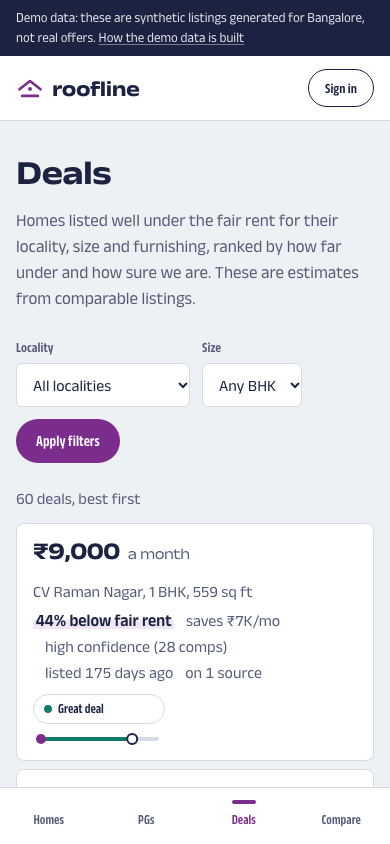 Demo data: these are synthetic listings generated for Bangalore,
not real offers. How the demo data is built
roofline
Sign in
Deals
Homes listed well under the fair rent for their
locality, size and furnishing, ranked by how far
under and how sure we are. These are estimates
from comparable listings.
Locality
Size
All localities
Any BHK
Apply filters
60 deals, best first
₹9,000 a month
CV Raman Nagar, 1 BHK, 559 sq ft
44% below fair rent saves ₹7K/mo
high confidence (28 comps)
listed 175 days ago on 1 source
Great deal
Homes
PGs
Deals
Compare